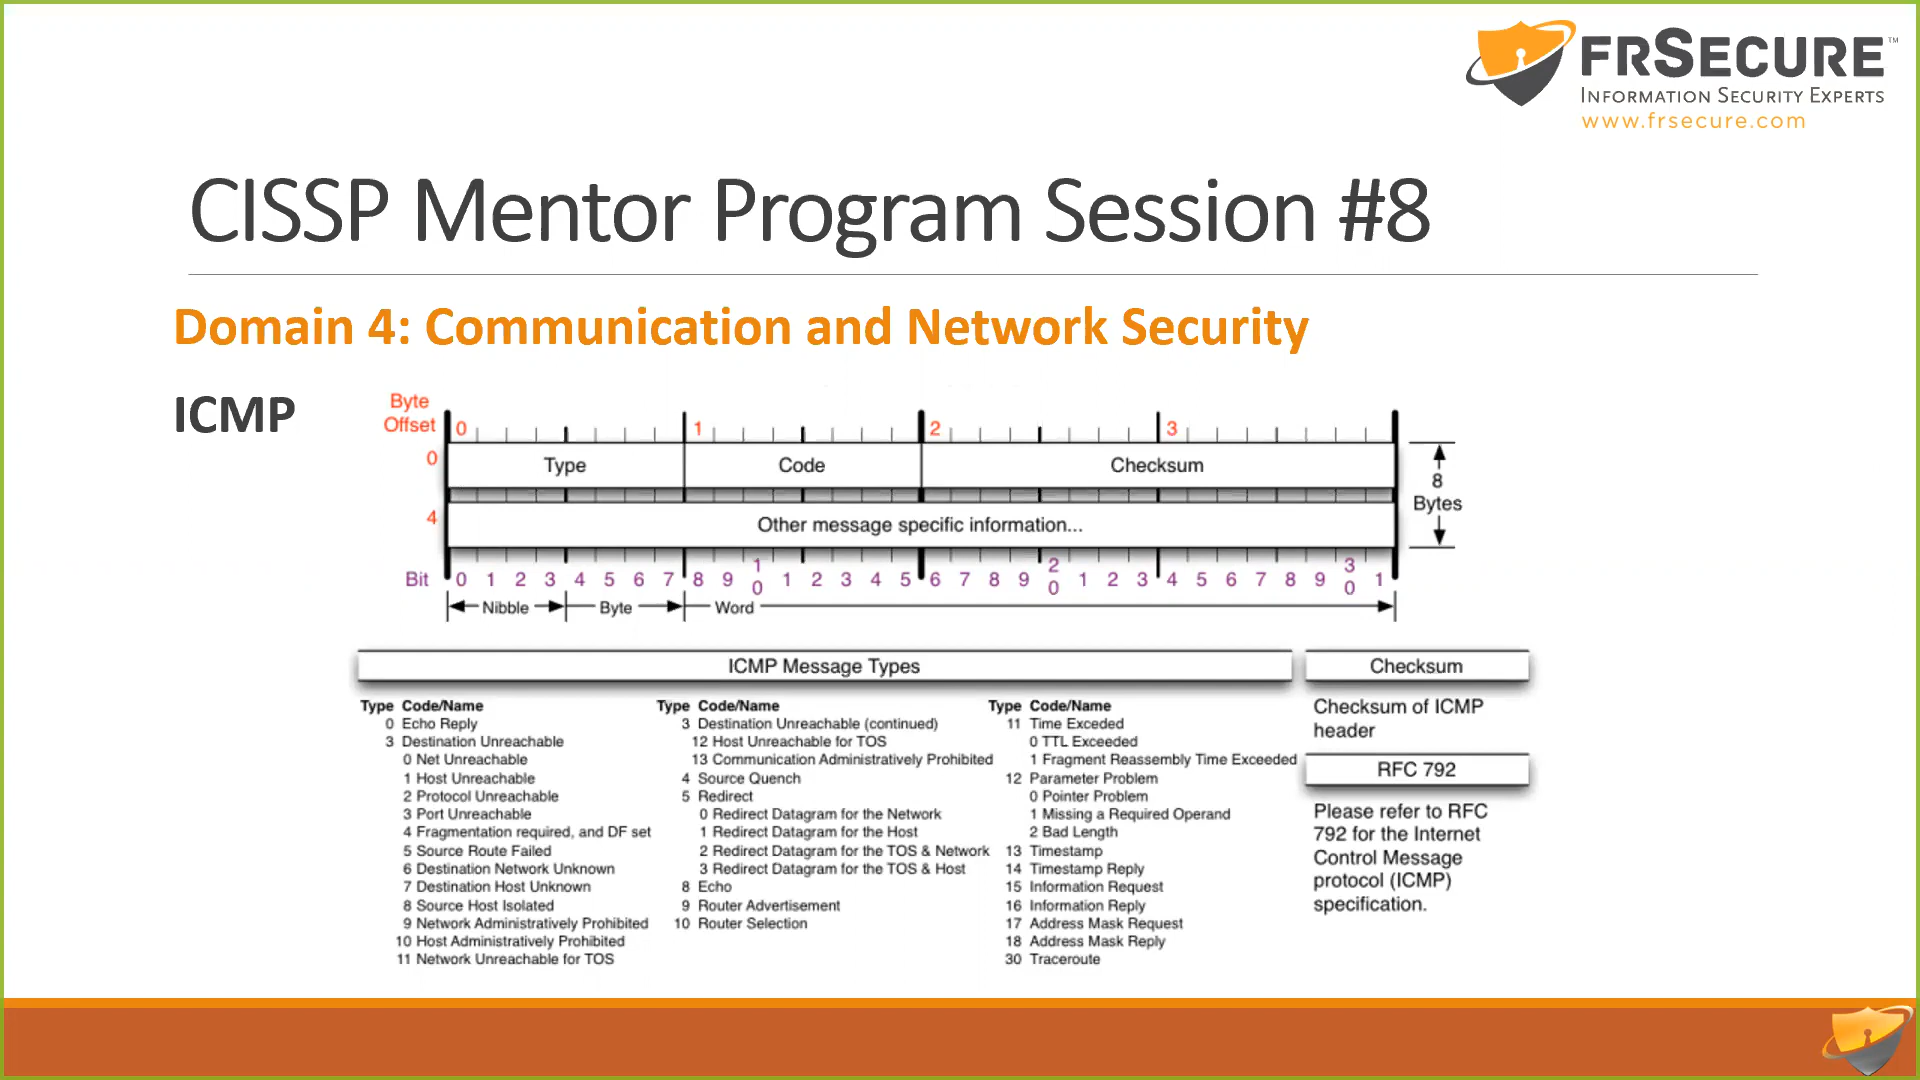 FRSECURE™
INFORMATION SECURITY EXPERTS
www.frsecure.com
CISSP Mentor Program Session #8
Domain 4: Communication and Network Security
ICMP
Byte
Offset
0 1 2 3
0 Type Code Checksum
8
Bytes
4 Other message specific information...
Bit 0 1 2 3 4 5 6 7 8 9 10 1 2 3 4 5 6 7 8 9 20 1 2 3 4 5 6 7 8 9 30 1
Nibble Byte Word
ICMP Message Types
Type Code/Name
0 Echo Reply
3 Destination Unreachable
0 Net Unreachable
1 Host Unreachable
2 Protocol Unreachable
3 Port Unreachable
4 Fragmentation required, and DF set
5 Source Route Failed
6 Destination Network Unknown
7 Destination Host Unknown
8 Source Host Isolated
9 Network Administratively Prohibited
10 Host Administratively Prohibited
11 Network Unreachable for TOS
Type Code/Name
3 Destination Unreachable (continued)
12 Host Unreachable for TOS
13 Communication Administratively Prohibited
4 Source Quench
5 Redirect
0 Redirect Datagram for the Network
1 Redirect Datagram for the Host
2 Redirect Datagram for the TOS & Network
3 Redirect Datagram for the TOS & Host
8 Echo
9 Router Advertisement
10 Router Selection
Type Code/Name
11 Time Exceded
0 TTL Exceeded
1 Fragment Reassembly Time Exceeded
12 Parameter Problem
0 Pointer Problem
1 Missing a Required Operand
2 Bad Length
13 Timestamp
14 Timestamp Reply
15 Information Request
16 Information Reply
17 Address Mask Request
18 Address Mask Reply
30 Traceroute
Checksum
Checksum of ICMP
header
RFC 792
Please refer to RFC
792 for the Internet
Control Message
protocol (ICMP)
specification.